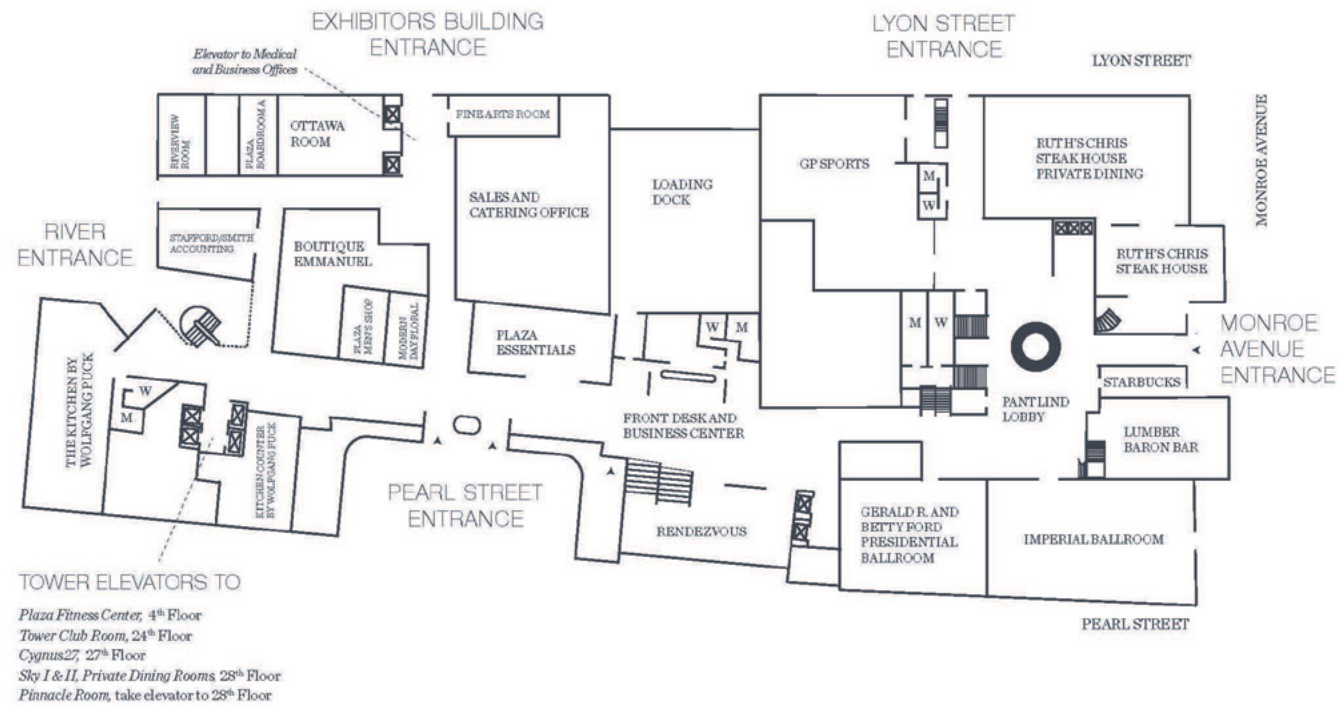 EXHIBITORS BUILDING
ENTRANCE
LYON STREET
ENTRANCE
LYON STREET
MONROE AVENUE
Elevator to Medical
and Business Offices
RIVERVIEW
ROOM
PLAZA
BOARDROOM A
OTTAWA
ROOM
FINE ARTS ROOM
SALES AND
CATERING OFFICE
LOADING
DOCK
GP SPORTS
M
W
RUTH'S CHRIS
STEAK HOUSE
PRIVATE DINING
RUTH'S CHRIS
STEAK HOUSE
RIVER
ENTRANCE
STAFFORD/SMITH
ACCOUNTING
BOUTIQUE
EMMANUEL
PLAZA
MEN'S SHOP
MODERN
DAY FLORAL
PLAZA
ESSENTIALS
W
M
M
W
MONROE
AVENUE
ENTRANCE
STARBUCKS
PANTLIND
LOBBY
LUMBER
BARON BAR
THE KITCHEN BY
WOLFGANG PUCK
W
M
KITCHEN COUNTER
BY WOLFGANG PUCK
FRONT DESK AND
BUSINESS CENTER
PEARL STREET
ENTRANCE
RENDEZVOUS
GERALD R. AND
BETTY FORD
PRESIDENTIAL
BALLROOM
IMPERIAL BALLROOM
PEARL STREET
TOWER ELEVATORS TO
Plaza Fitness Center, 4th Floor
Tower Club Room, 24th Floor
Cygnus27, 27th Floor
Sky I & II, Private Dining Rooms, 28th Floor
Pinnacle Room, take elevator to 28th Floor